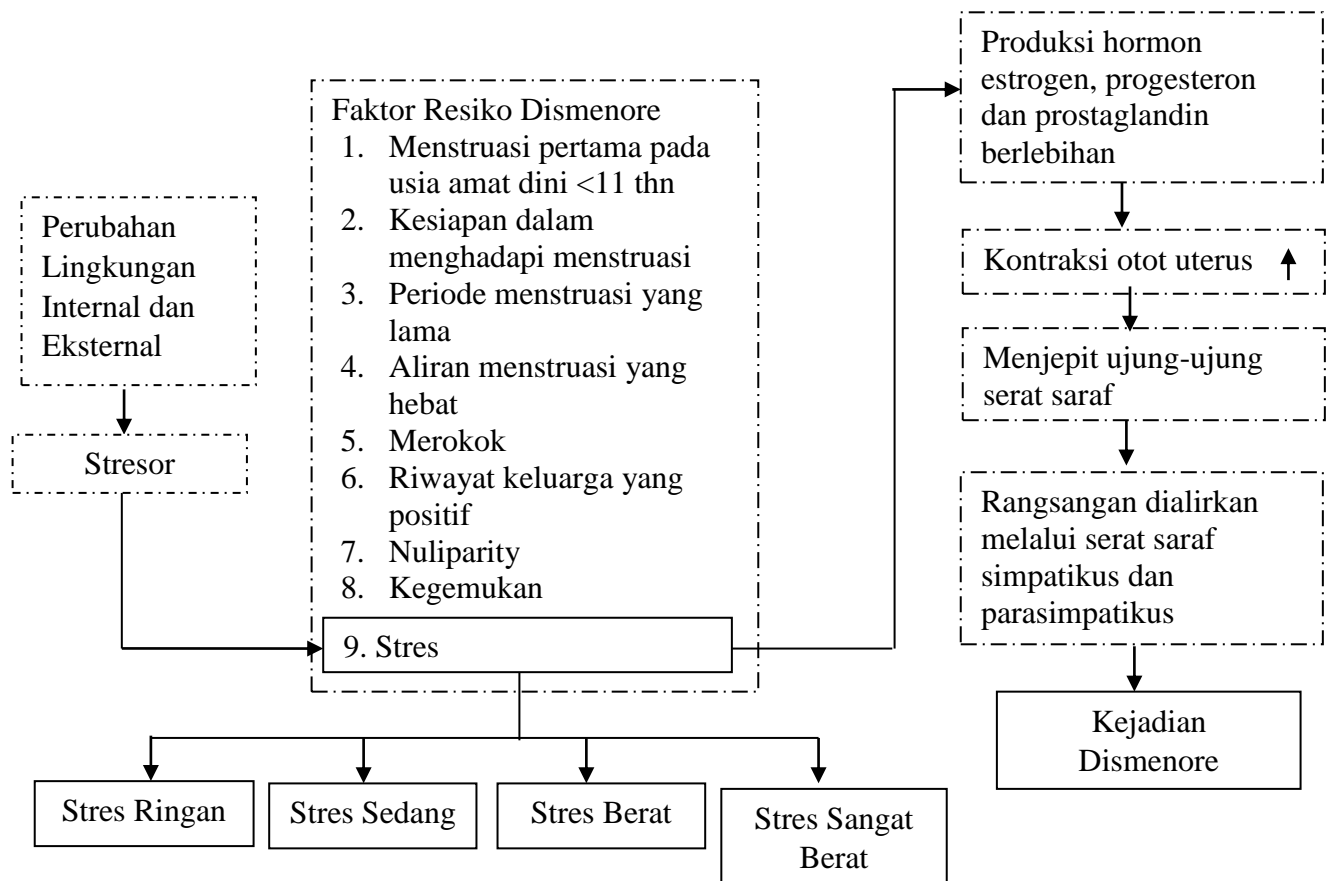 Perubahan
Lingkungan
Internal dan
Eksternal
Stresor
Faktor Resiko Dismenore
1. Menstruasi pertama pada
usia amat dini <11 thn
2. Kesiapan dalam
menghadapi menstruasi
3. Periode menstruasi yang
lama
4. Aliran menstruasi yang
hebat
5. Merokok
6. Riwayat keluarga yang
positif
7. Nuliparity
8. Kegemukan
9. Stres
Stres Ringan
Stres Sedang
Stres Berat
Stres Sangat
Berat
Produksi hormon
estrogen, progesteron
dan prostaglandin
berlebihan
Kontraksi otot uterus
Menjepit ujung-ujung
serat saraf
Rangsangan dialirkan
melalui serat saraf
simpatikus dan
parasimpatikus
Kejadian
Dismenore